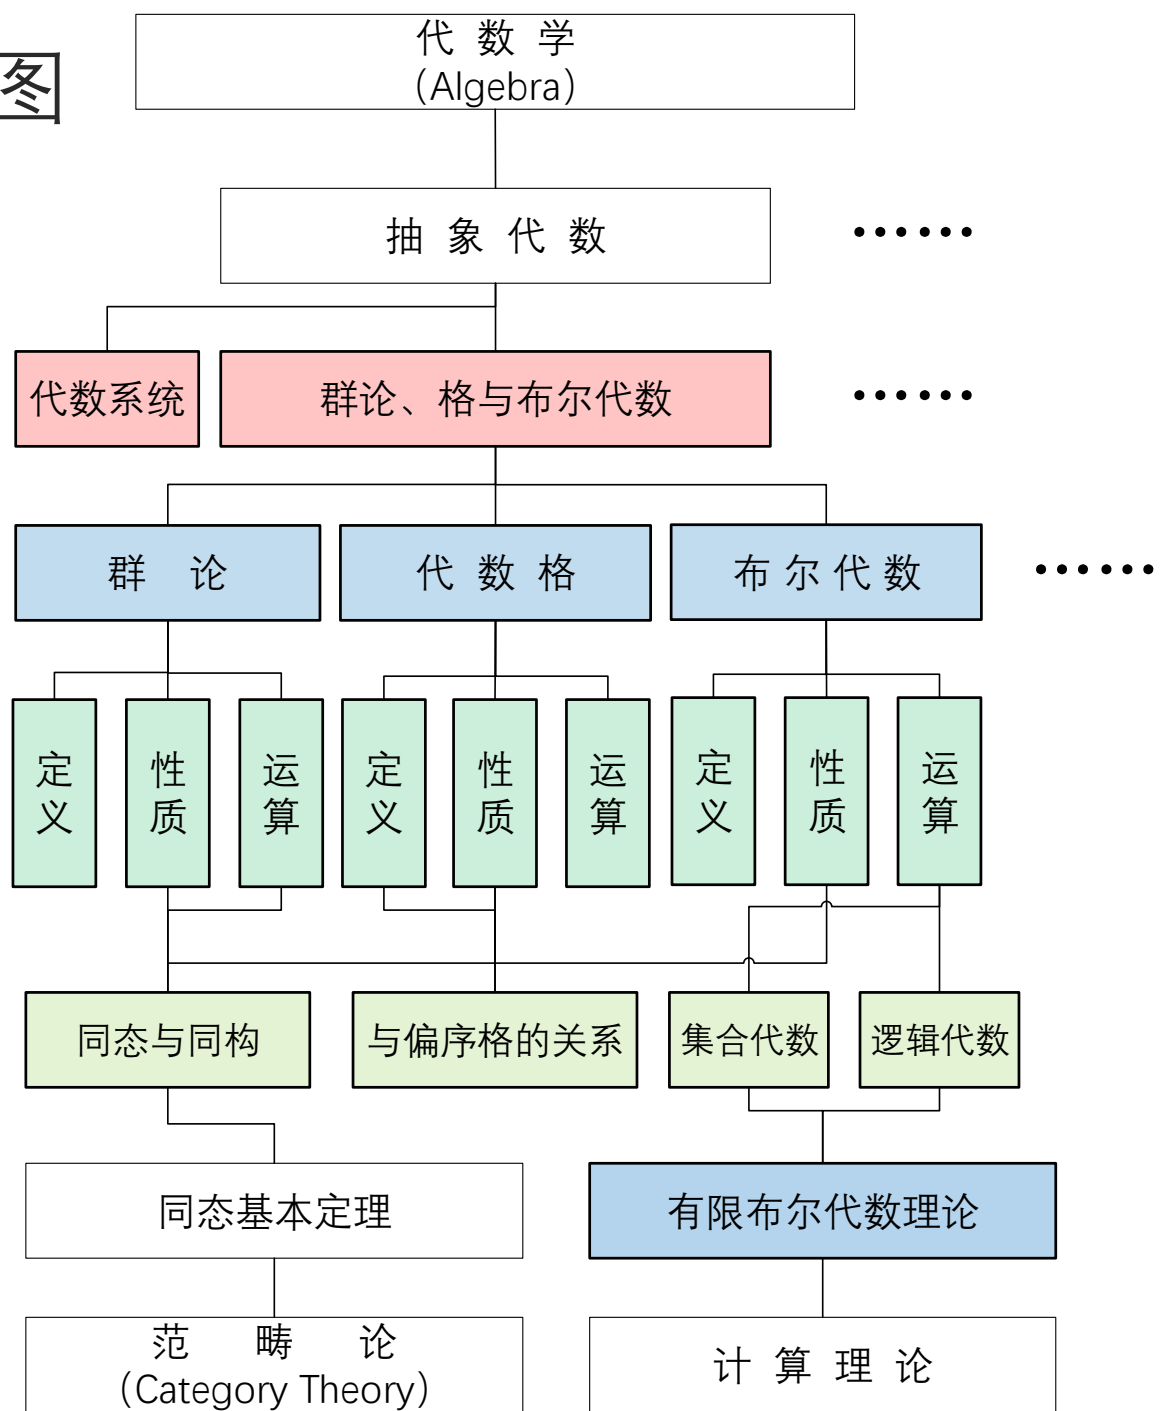 图
代 数 学
（Algebra）
抽 象 代 数
……
代数系统
群论、格与布尔代数
……
群 论
代 数 格
布 尔 代 数
……
定
义
性
质
运
算
定
义
性
质
运
算
定
义
性
质
运
算
同态与同构
与偏序格的关系
集合代数
逻辑代数
同态基本定理
有限布尔代数理论
范 畴 论
（Category Theory）
计 算 理 论